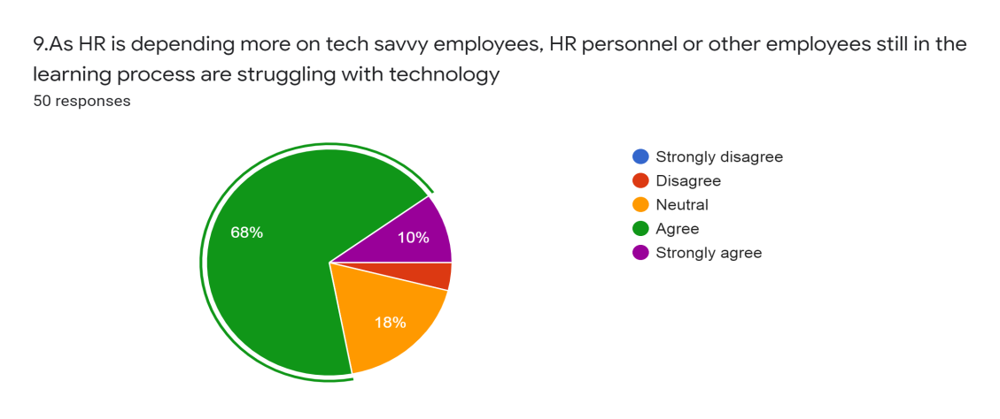 9.As HR is depending more on tech savvy employees, HR personnel or other employees still in the
learning process are struggling with technology
50 responses
Strongly disagree
Disagree
Neutral
Agree
Strongly agree
68%
10%
18%